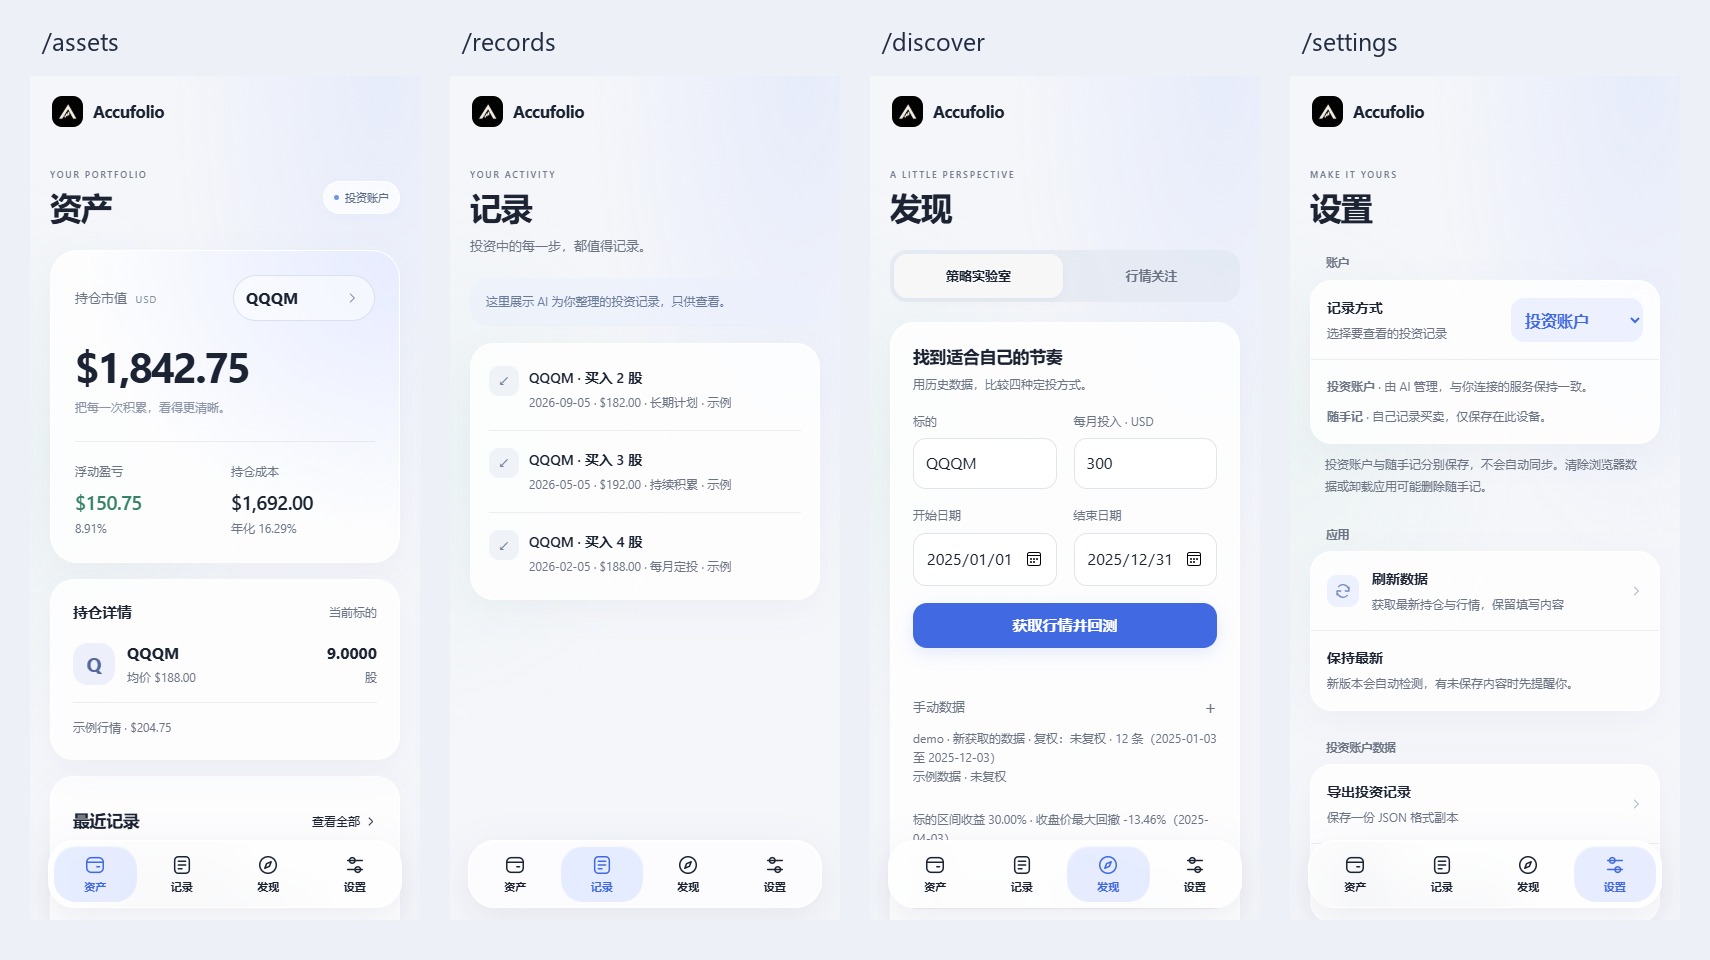 /assets
Accufolio
YOUR PORTFOLIO
资产
投资账户
持仓市值 USD
QQQM
$1,842.75
把每一次积累，看得更清晰。
浮动盈亏
持仓成本
$150.75
$1,692.00
8.91%
年化 16.29%
持仓详情
当前标的
Q
QQQM
9.0000
均价 $188.00
股
示例行情 · $204.75
最近记录
查看全部
资产
记录
发现
设置
/records
Accufolio
YOUR ACTIVITY
记录
投资中的每一步，都值得记录。
这里展示 AI 为你整理的投资记录，只供查看。
QQQM · 买入 2 股
2026-09-05 · $182.00 · 长期计划 · 示例
QQQM · 买入 3 股
2026-05-05 · $192.00 · 持续积累 · 示例
QQQM · 买入 4 股
2026-02-05 · $188.00 · 每月定投 · 示例
资产
记录
发现
设置
/discover
Accufolio
A LITTLE PERSPECTIVE
发现
策略实验室
行情关注
找到适合自己的节奏
用历史数据，比较四种定投方式。
标的
每月投入 · USD
QQQM
300
开始日期
结束日期
2025/01/01
2025/12/31
获取行情并回测
手动数据
+
demo · 新获取的数据 · 复权：未复权 · 12 条（2025-01-03
至 2025-12-03）
示例数据 · 未复权
标的区间收益 30.00% · 收盘价最大回撤 -13.46%（2025-
04-03）
资产
记录
发现
设置
/settings
Accufolio
MAKE IT YOURS
设置
账户
记录方式
选择要查看的投资记录
投资账户
投资账户 · 由 AI 管理，与你连接的服务保持一致。
随手记 · 自己记录买卖，仅保存在此设备。
投资账户与随手记分别保存，不会自动同步。清除浏览器数
据或卸载应用可能删除随手记。
应用
刷新数据
获取最新持仓与行情，保留填写内容
保持最新
新版本会自动检测，有未保存内容时先提醒你。
投资账户数据
导出投资记录
保存一份 JSON 格式副本
资产
记录
发现
设置